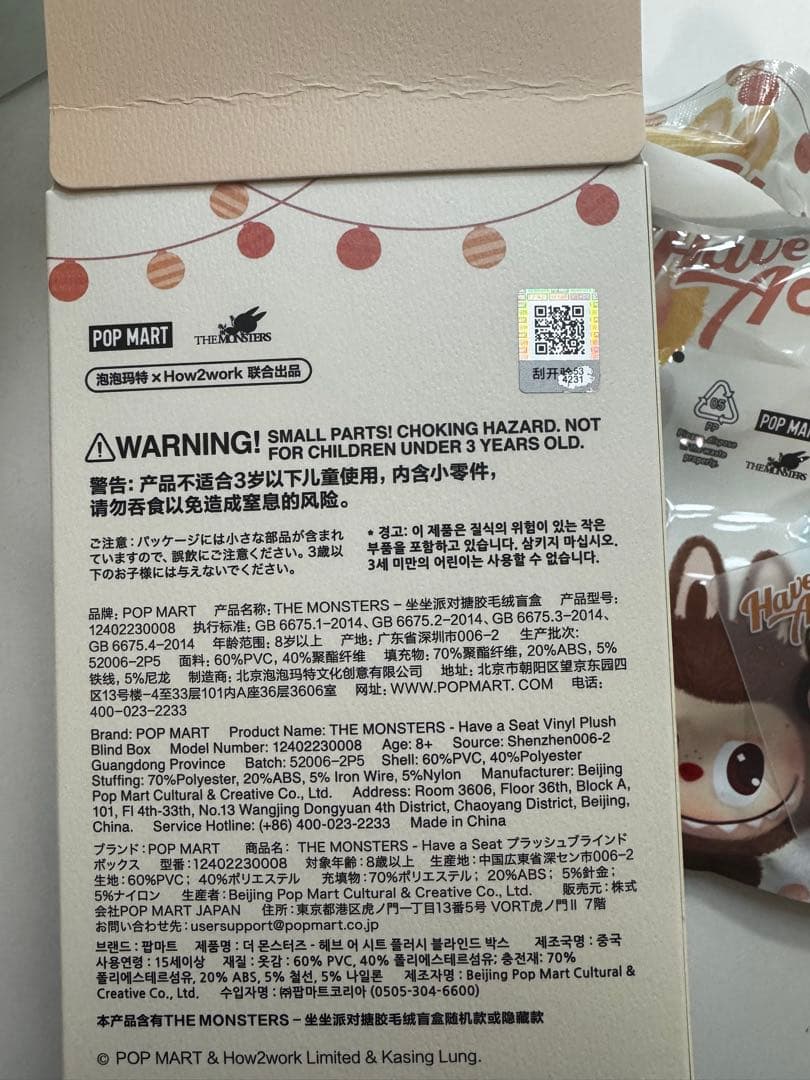 POP MART
THE MONSTERS
泡泡玛特 × How2work 联合出品
刮开验
53
4231
WARNING! SMALL PARTS! CHOKING HAZARD. NOT
FOR CHILDREN UNDER 3 YEARS OLD.
警告: 产品不适合3岁以下儿童使用，内含小零件，
请勿吞食以免造成窒息的风险。
ご注意：パッケージには小さな部品が含まれ
ていますので、誤飲にご注意ください。3歳以
下のお子様には与えないでください。
* 경고: 이 제품은 질식의 위험이 있는 작은
부품을 포함하고 있습니다. 삼키지 마십시오.
3세 미만의 어린이는 사용할 수 없습니다.
品牌: POP MART 产品名称: THE MONSTERS – 坐坐派对搪胶毛绒盲盒 产品型号:
12402230008 执行标准: GB 6675.1–2014、GB 6675.2–2014、GB 6675.3–2014、
GB 6675.4–2014 年龄范围: 8岁以上 产地: 广东省深圳市006-2 生产批次:
52006-2P5 面料: 60%PVC, 40%聚酯纤维 填充物: 70%聚酯纤维, 20%ABS, 5%
铁线, 5%尼龙 制造商: 北京泡泡玛特文化创意有限公司 地址: 北京市朝阳区望京东园四
区13号楼-4至33层101内A座36层3606室 网址: WWW.POPMART. COM 电话:
400-023-2233
Brand: POP MART Product Name: THE MONSTERS - Have a Seat Vinyl Plush
Blind Box Model Number: 12402230008 Age: 8+ Source: Shenzhen006-2
Guangdong Province Batch: 52006-2P5 Shell: 60%PVC, 40%Polyester
Stuffing: 70%Polyester, 20%ABS, 5% Iron Wire, 5%Nylon Manufacturer: Beijing
Pop Mart Cultural & Creative Co., Ltd. Address: Room 3606, Floor 36th, Block A,
101, Fl 4th-33th, No.13 Wangjing Dongyuan 4th District, Chaoyang District, Beijing,
China. Service Hotline: (+86) 400-023-2233 Made in China
ブランド：POP MART 商品名： THE MONSTERS - Have a Seat プラッシュブラインド
ボックス 型番：12402230008 対象年齢：8歳以上 生産地：中国広東省深セン市006-2
生地：60%PVC；40%ポリエステル 充填物：70%ポリエステル；20%ABS；5%針金；
5%ナイロン 生産者：Beijing Pop Mart Cultural & Creative Co., Ltd. 販売元：株式
会社POP MART JAPAN 住所：東京都港区虎ノ門一丁目13番5号 VORT虎ノ門Ⅱ 7階
お問い合わせ先：usersupport@popmart.co.jp
브랜드 : 팝마트 제품명 : 더 몬스터즈 - 헤브 어 시트 플러시 블라인드 박스 제조국명 : 중국
사용연령 : 15세이상 재질 : 옷감 : 60% PVC, 40% 폴리에스테르섬유; 충전재: 70%
폴리에스테르섬유, 20% ABS, 5% 철선, 5% 나일론 제조자명 : Beijing Pop Mart Cultural &
Creative Co., Ltd. 수입자명 : ㈜팝마트코리아 (0505-304-6600)
本产品含有THE MONSTERS – 坐坐派对搪胶毛绒盲盒随机款或隐藏款
© POP MART & How2work Limited & Kasing Lung.
Have
05
PP
Please dispose
of the waste
properly.
POP MA
THE MONSTERS
Have